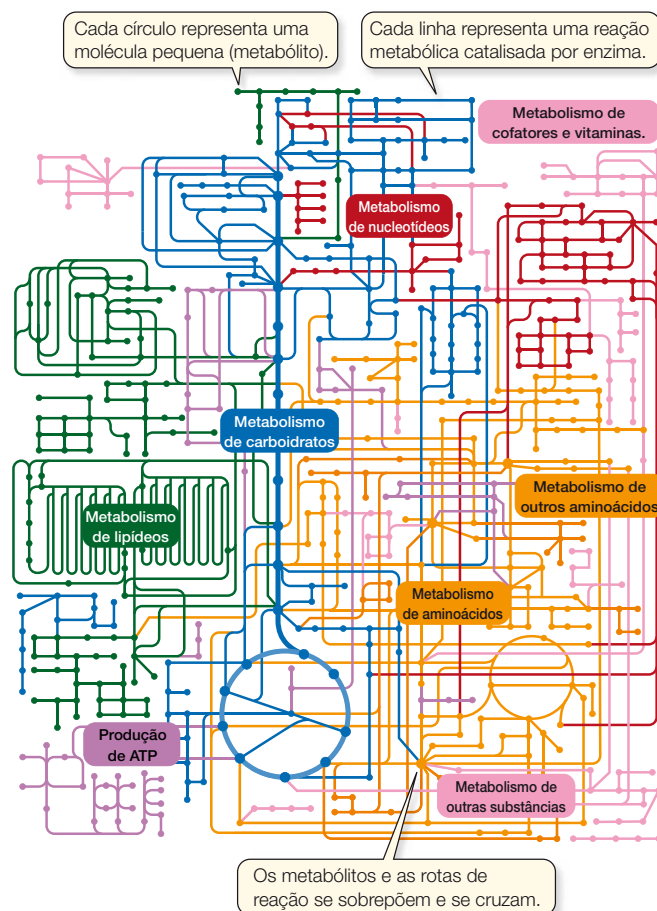 Cada círculo representa uma
molécula pequena (metabólito).
Cada linha representa uma reação
metabólica catalisada por enzima.
Metabolismo de
cofatores e vitaminas.
Metabolismo
de nucleotídeos
Metabolismo
de carboidratos
Metabolismo de
outros aminoácidos
Metabolismo
de lipídeos
Metabolismo
de aminoácidos
Produção
de ATP
Metabolismo de
outras substâncias
Os metabólitos e as rotas de
reação se sobrepõem e se cruzam.